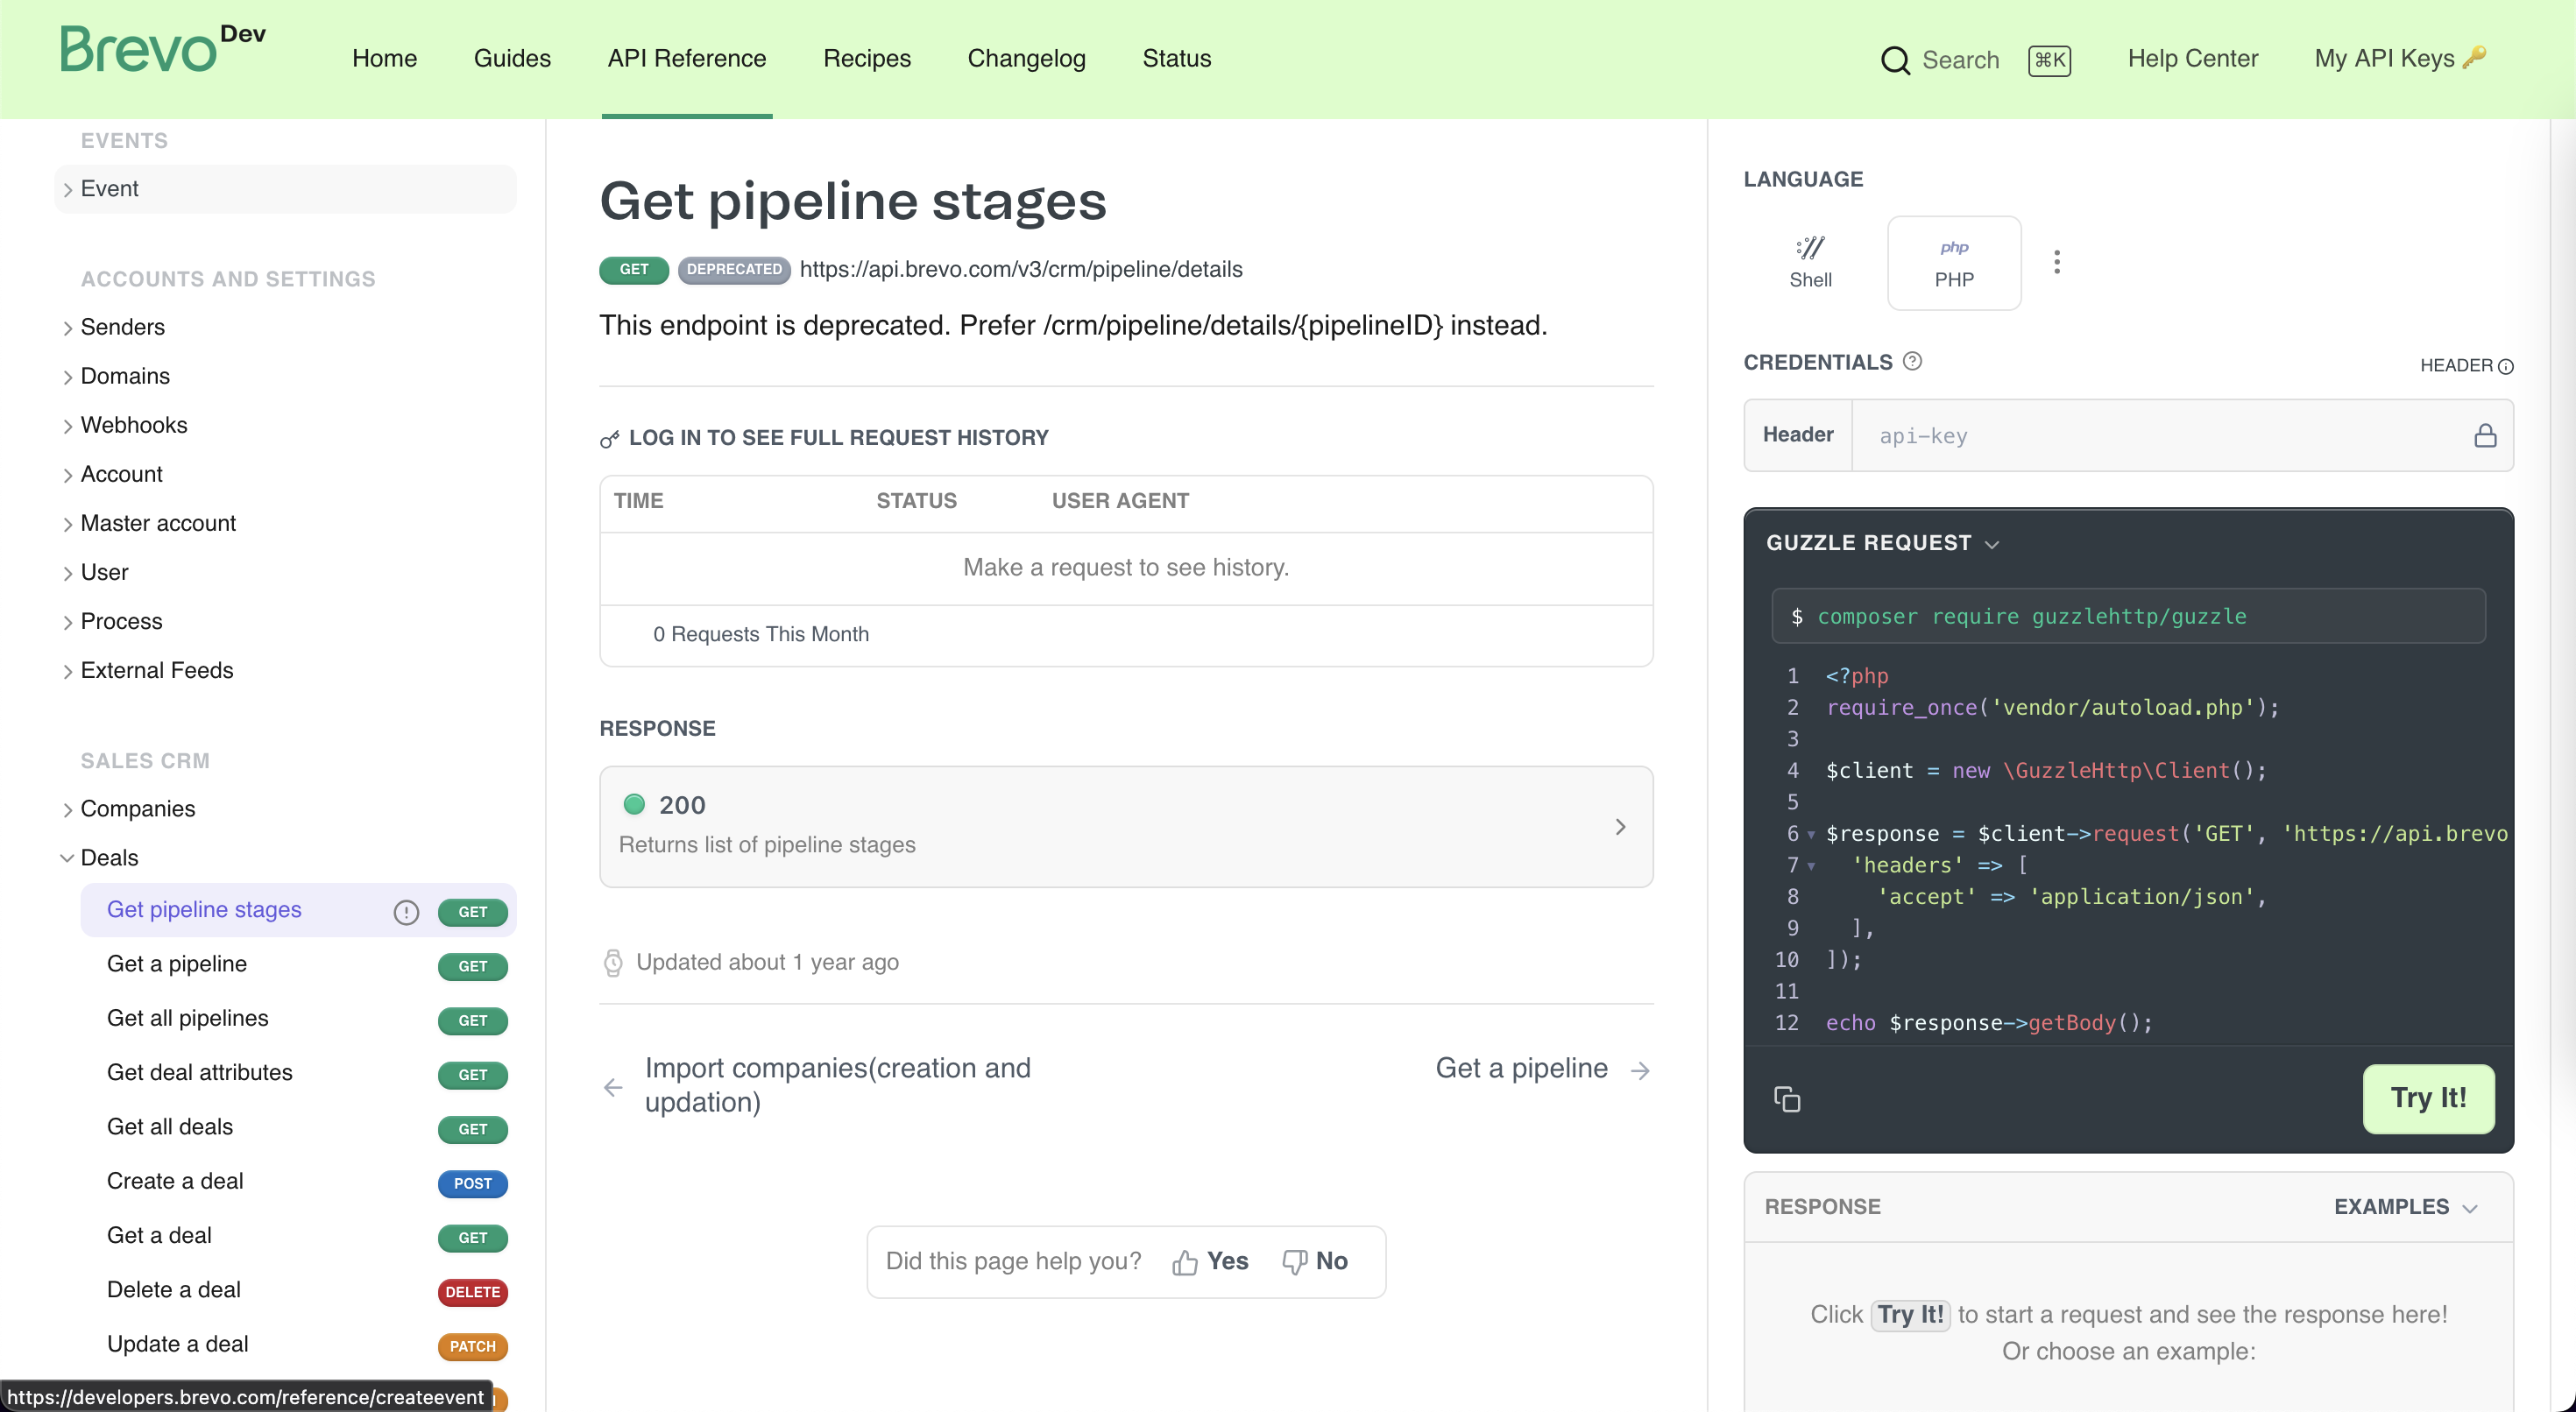 Brevo Dev
Home
Guides
API Reference
Recipes
Changelog
Status
Search
⌘K
Help Center
My API Keys 🔑
EVENTS
Event
ACCOUNTS AND SETTINGS
Senders
Domains
Webhooks
Account
Master account
User
Process
External Feeds
SALES CRM
Companies
Deals
Get pipeline stages GET
Get a pipeline GET
Get all pipelines GET
Get deal attributes GET
Get all deals GET
Create a deal POST
Get a deal GET
Delete a deal DELETE
Update a deal PATCH
https://developers.brevo.com/reference/createevent
Get pipeline stages
GET DEPRECATED https://api.brevo.com/v3/crm/pipeline/details
This endpoint is deprecated. Prefer /crm/pipeline/details/{pipelineID} instead.
LOG IN TO SEE FULL REQUEST HISTORY
TIME STATUS USER AGENT
Make a request to see history.
0 Requests This Month
RESPONSE
200
Returns list of pipeline stages
Updated about 1 year ago
Import companies(creation and
updation)
Get a pipeline
Did this page help you? Yes No
LANGUAGE
Shell
php
PHP
CREDENTIALS
HEADER
Header api-key
GUZZLE REQUEST
$ composer require guzzlehttp/guzzle
1 <?php
2 require_once('vendor/autoload.php');
3
4 $client = new \GuzzleHttp\Client();
5
6 $response = $client->request('GET', 'https://api.brevo
7 'headers' => [
8 'accept' => 'application/json',
9 ],
10 ]);
11
12 echo $response->getBody();
Try It!
RESPONSE
EXAMPLES
Click Try It! to start a request and see the response here!
Or choose an example: